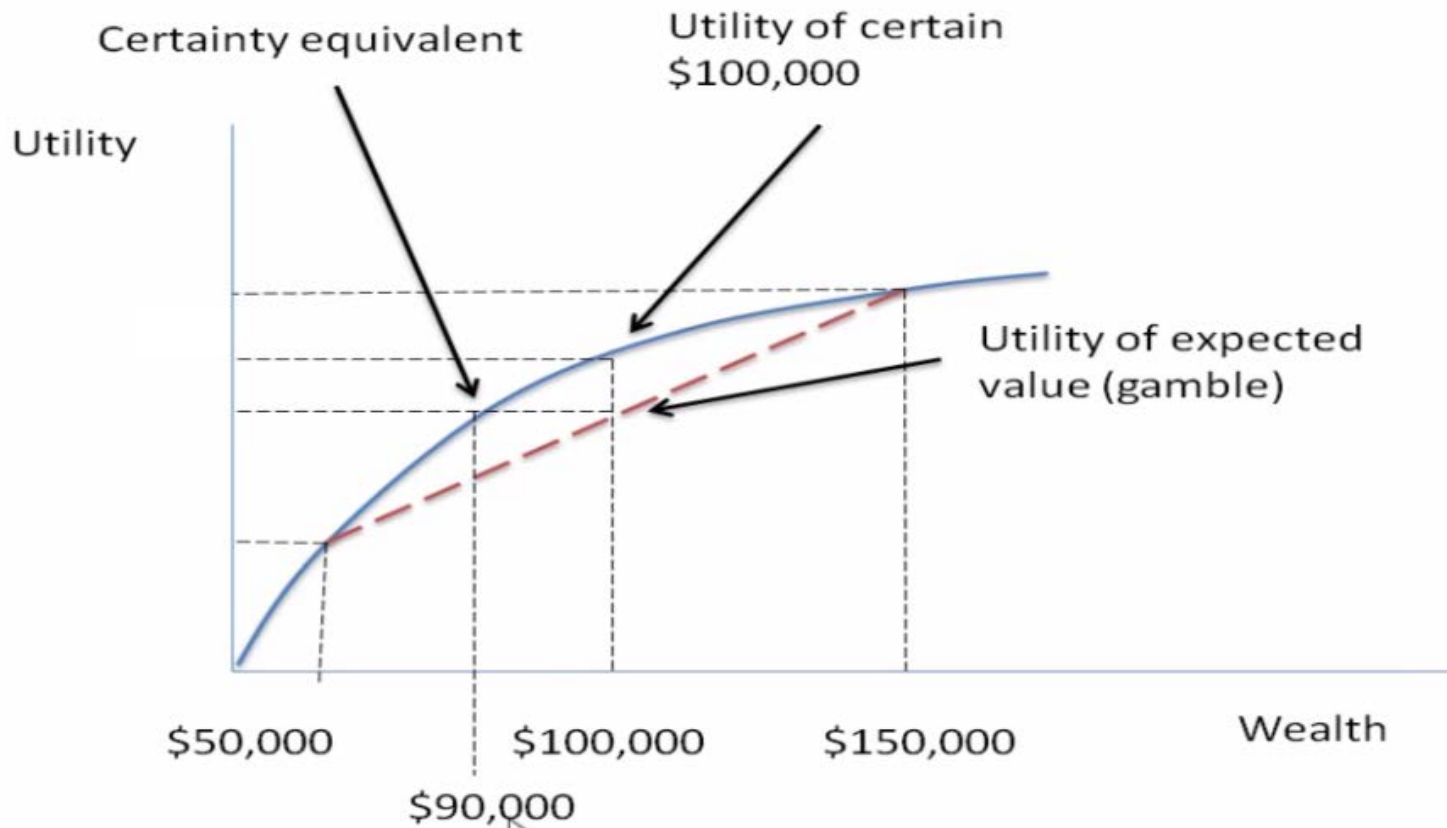 Certainty equivalent
Utility of certain
$100,000
Utility
Utility of expected
value (gamble)
$50,000
$100,000
$150,000
Wealth
$90,000